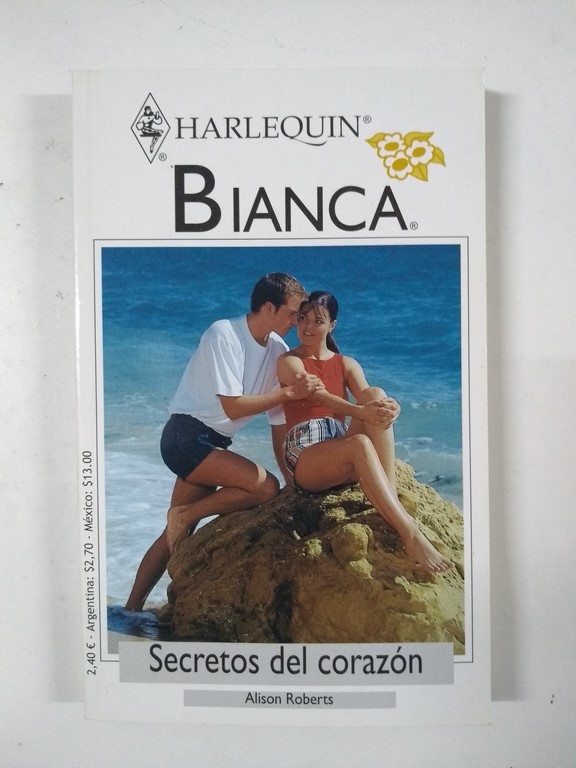 HARLEQUIN®
®
BIANCA®
2,40 € - Argentina: $2,70 - México: $13.00
Secretos del corazón
Alison Roberts